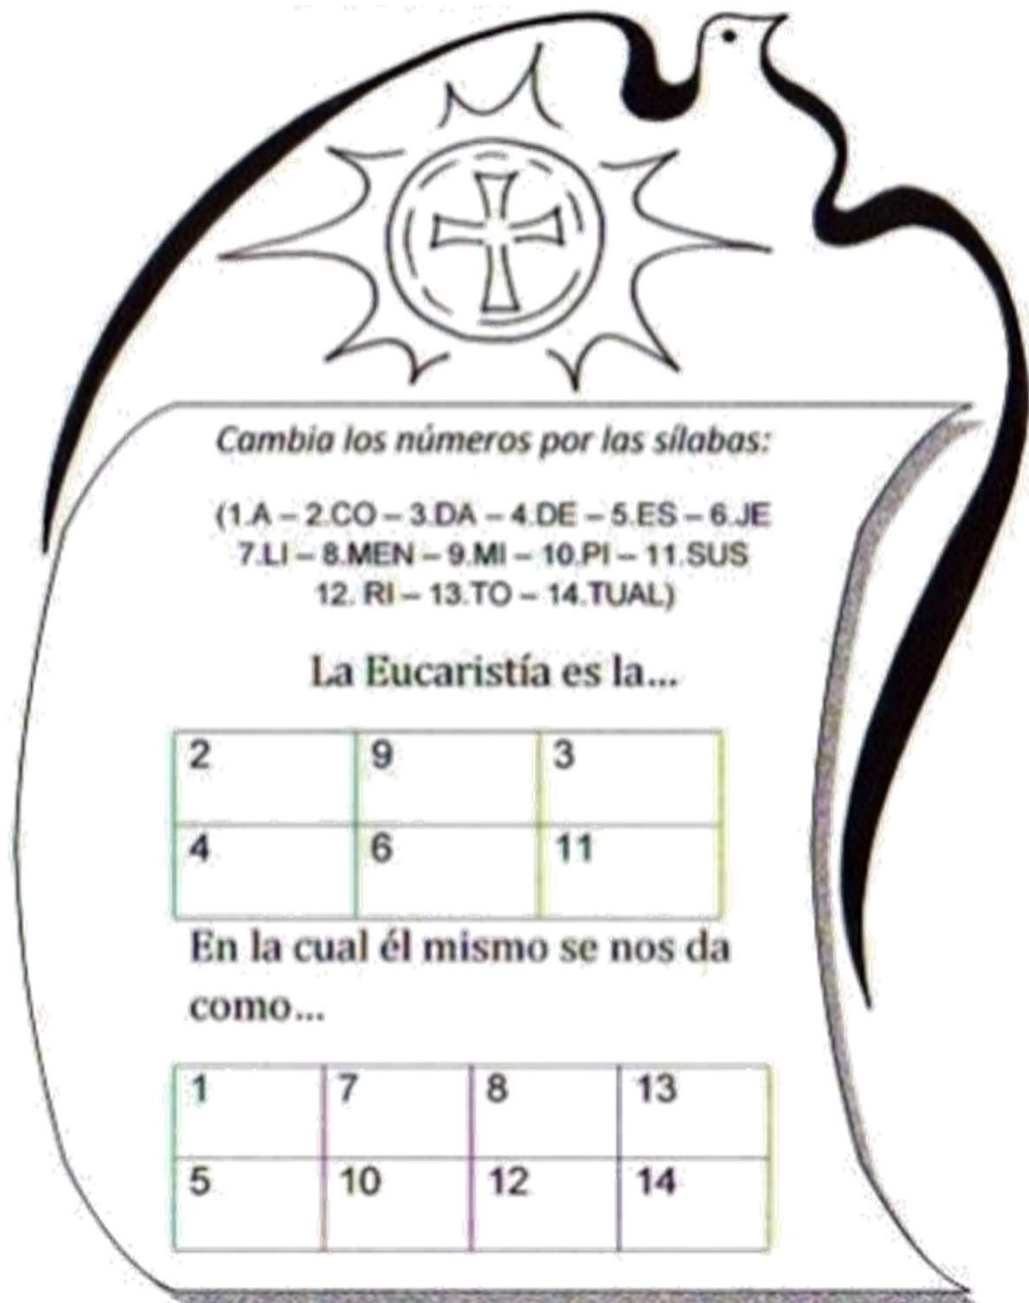 Cambia los números por las sílabas:
(1.A – 2.CO – 3.DA – 4.DE – 5.ES – 6.JE
7.LI – 8.MEN – 9.MI – 10.PI – 11.SUS
12. RI – 13.TO – 14.TUAL)
La Eucaristía es la...
2 9 3
4 6 11
En la cual él mismo se nos da
como...
1 7 8 13
5 10 12 14